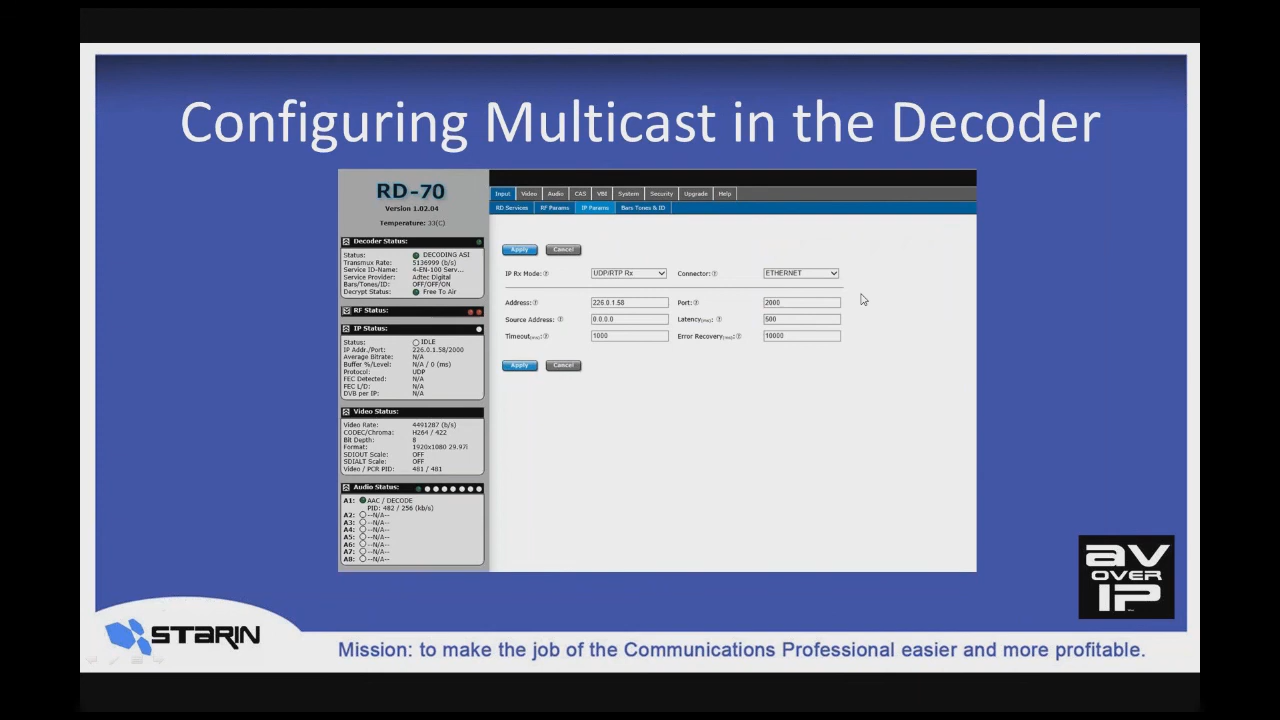 Configuring Multicast in the Decoder
RD-70
Version 1.02.04
Temperature: 33(C)
Decoder Status:
Status: DECODING ASI
Transmux Rate: 5136999 (b/s)
Service ID-Name: 4-EN-100 Serv...
Service Provider: Adtec Digital
Bars/Tones/ID: OFF/OFF/ON
Decrypt Status: Free To Air
RF Status:
IP Status:
Status: IDLE
IP Addr./Port: 226.0.1.58/2000
Average Bitrate: N/A
Buffer %/Level: N/A / 0 (ms)
Protocol: UDP
FEC Detected: N/A
FEC L/D: N/A
DVB per IP: N/A
Video Status:
Video Rate: 4491287 (b/s)
CODEC/Chroma: H264 / 422
Bit Depth: 8
Format: 1920x1080 29.97i
SDIOUT Scale: OFF
SDIALT Scale: OFF
Video / PCR PID: 481 / 481
Audio Status:
A1: AAC / DECODE
PID: 482 / 256 (kb/s)
A2: --N/A--
A3: --N/A--
A4: --N/A--
A5: --N/A--
A6: --N/A--
A7: --N/A--
A8: --N/A--
Input Video Audio CAS VBI System Security Upgrade Help
RD Services RF Params IP Params Bars Tones & ID
Apply Cancel
IP Rx Mode: UDP/RTP Rx Connector: ETHERNET
Address: 226.0.1.58 Port: 2000
Source Address: 0.0.0.0 Latency(ms): 500
Timeout(ms): 1000 Error Recovery(ms): 10000
Apply Cancel
av
OVER
IP
STARIN
Mission: to make the job of the Communications Professional easier and more profitable.